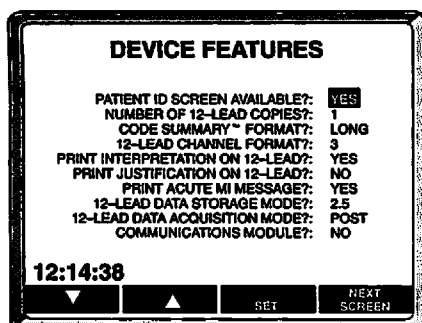 DEVICE FEATURES
PATIENT ID SCREEN AVAILABLE?: YES
NUMBER OF 12–LEAD COPIES?: 1
CODE SUMMARY™ FORMAT?: LONG
12–LEAD CHANNEL FORMAT?: 3
PRINT INTERPRETATION ON 12–LEAD?: YES
PRINT JUSTIFICATION ON 12–LEAD?: NO
PRINT ACUTE MI MESSAGE?: YES
12–LEAD DATA STORAGE MODE?: 2.5
12–LEAD DATA ACQUISITION MODE?: POST
COMMUNICATIONS MODULE?: NO
12:14:38
▼ ▲ SET NEXT
SCREEN